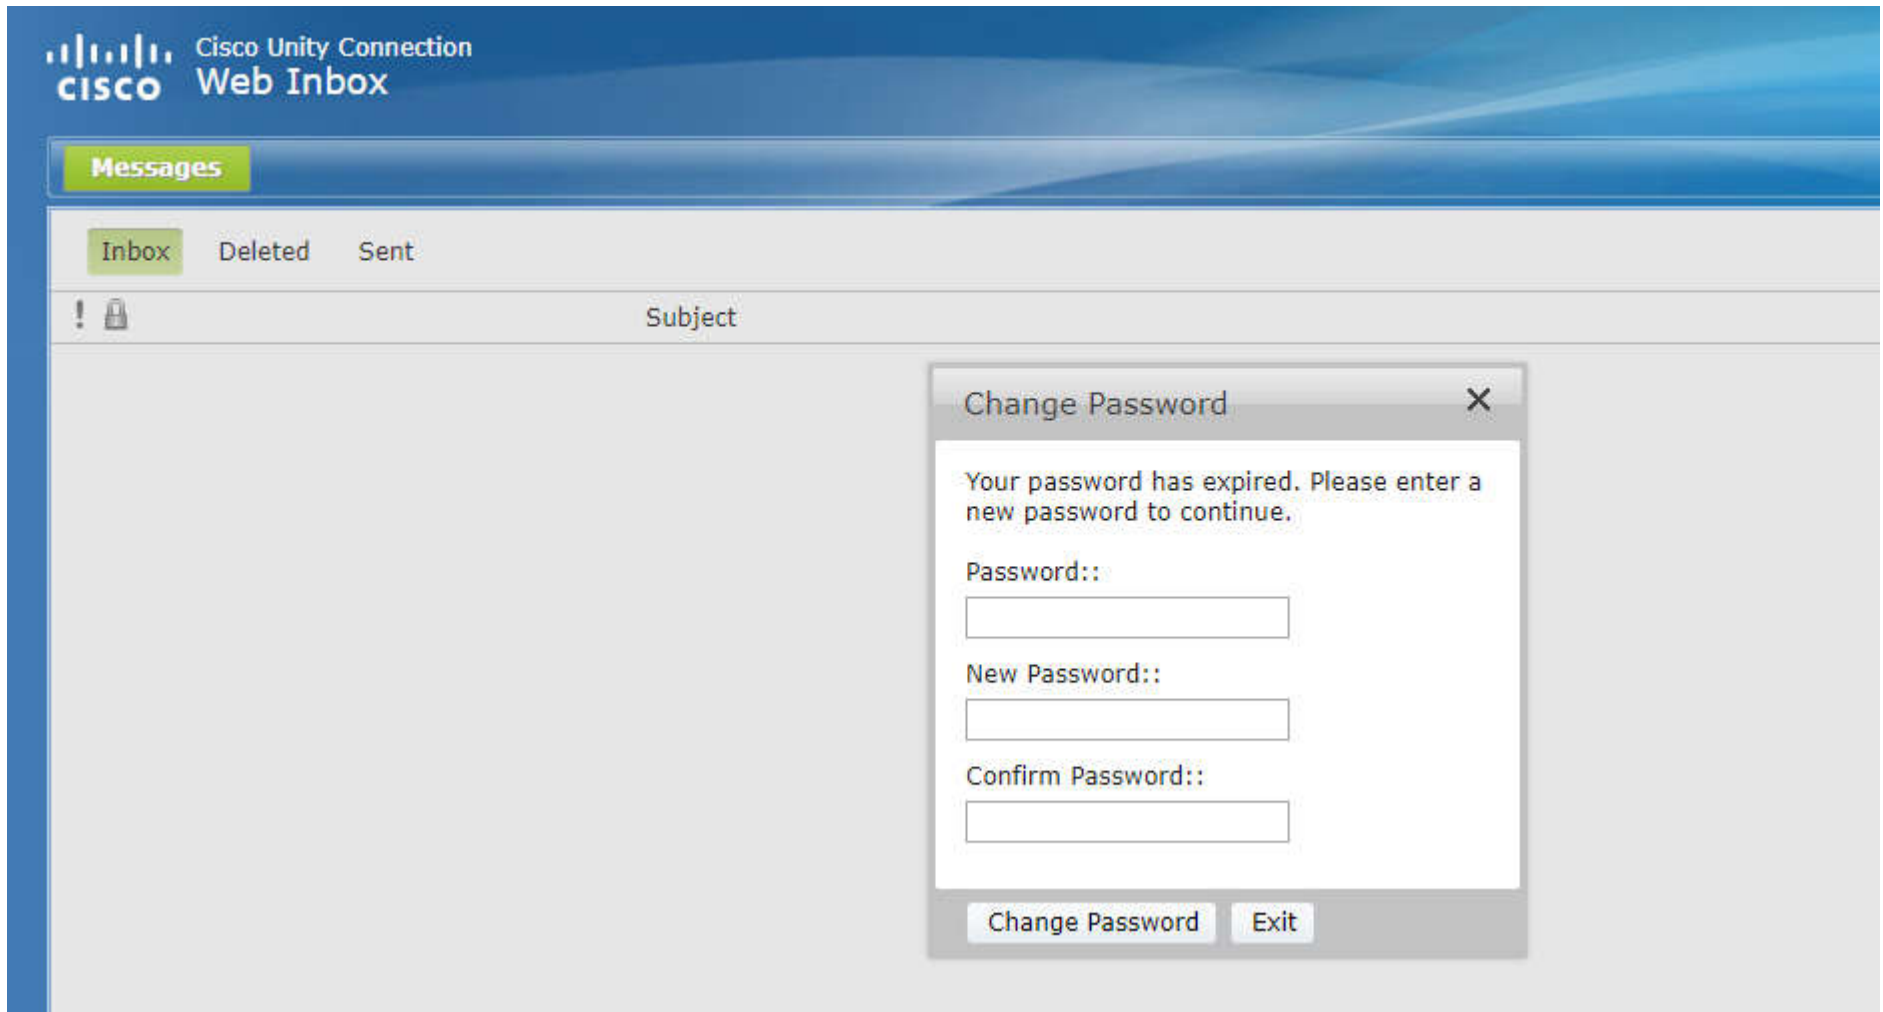 Cisco Unity Connection
CISCO Web Inbox
Messages
Inbox Deleted Sent
! Subject
Change Password
Your password has expired. Please enter a
new password to continue.
Password::
New Password::
Confirm Password::
Change Password Exit